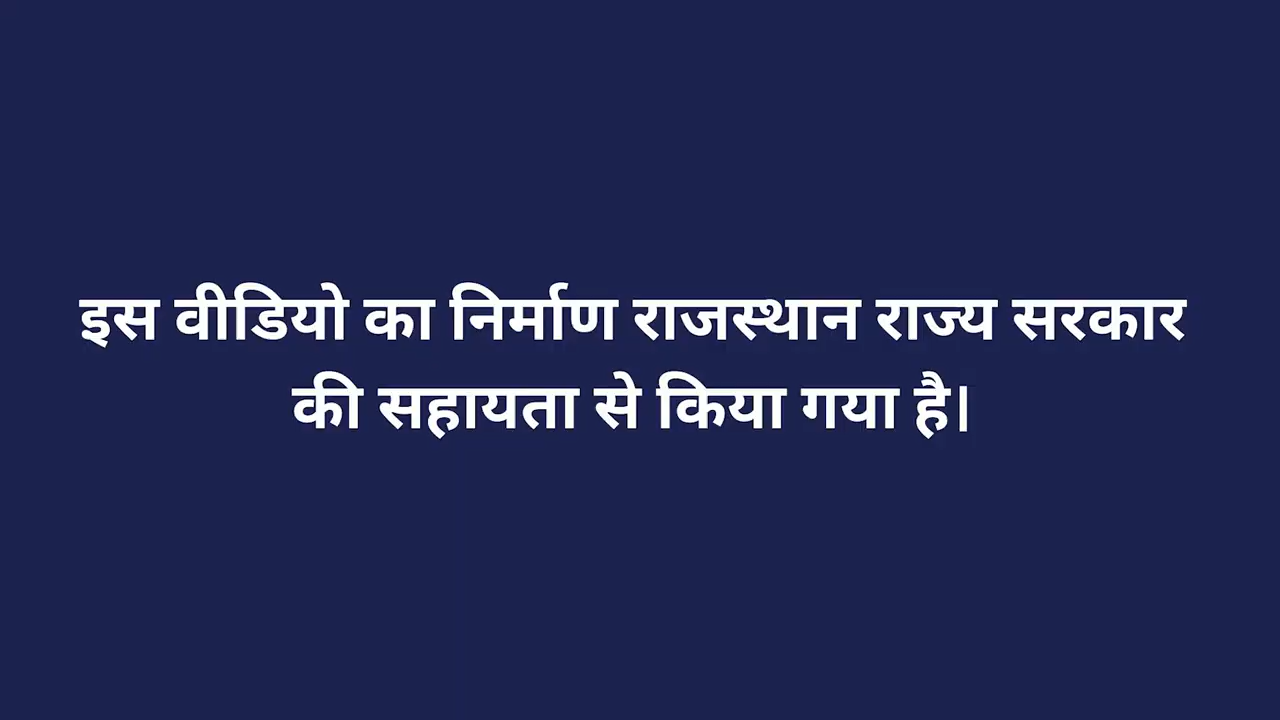 इस वीडियो का निर्माण राजस्थान राज्य सरकार
की सहायता से किया गया है।